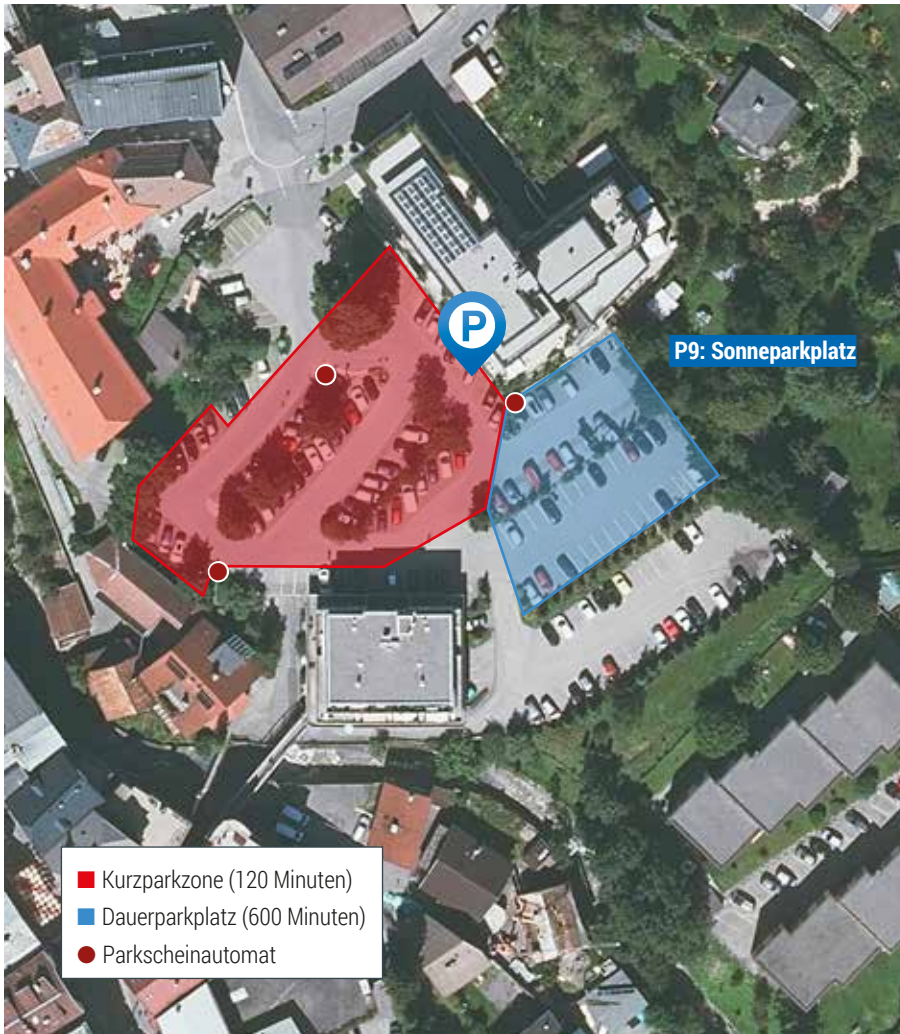 P
P9: Sonneparkplatz
Kurzparkzone (120 Minuten)
Dauerparkplatz (600 Minuten)
Parkscheinautomat